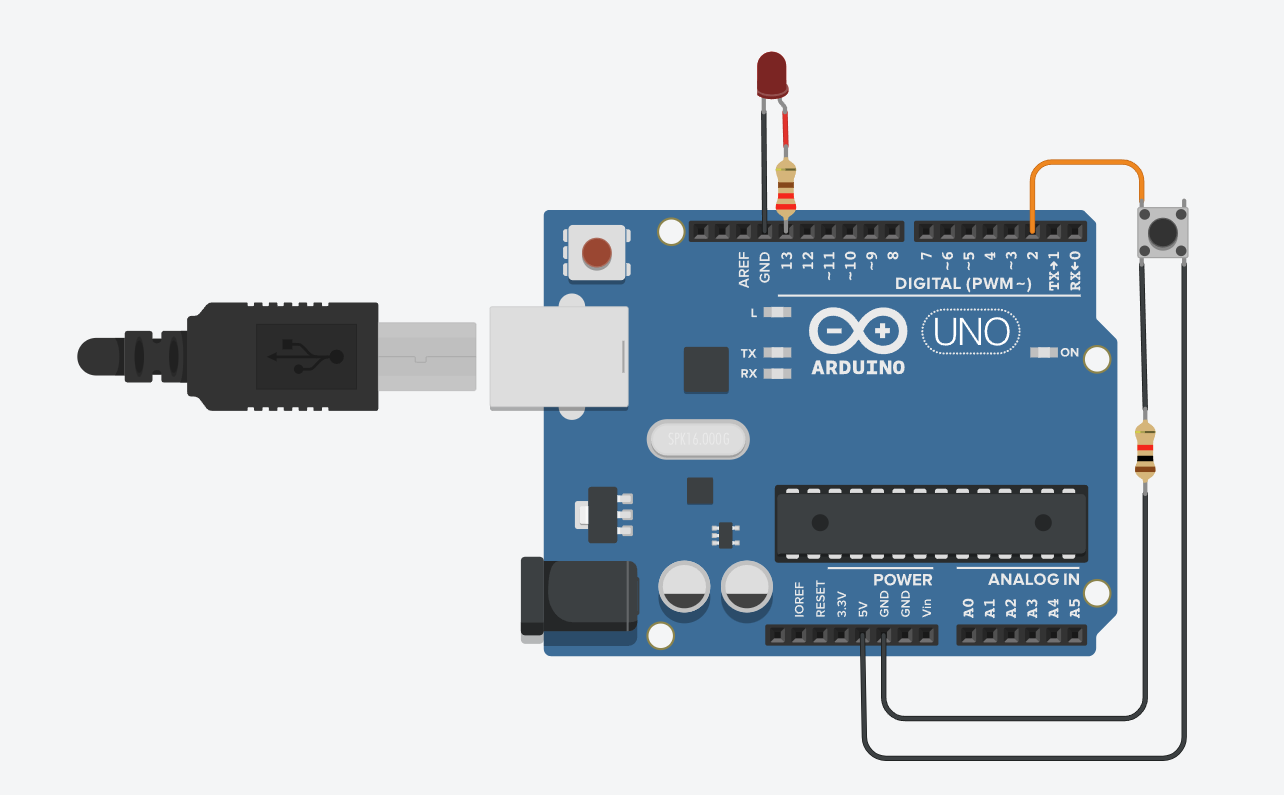 AREF
GND
13
12
~11
~10
~9
8
7
~6
~5
4
~3
2
TX→1
RX←0
DIGITAL (PWM~)
L
TX
RX
ARDUINO
UNO
ON
SPK16.000G
POWER
ANALOG IN
IOREF
RESET
3.3V
5V
GND
GND
Vin
A0
A1
A2
A3
A4
A5